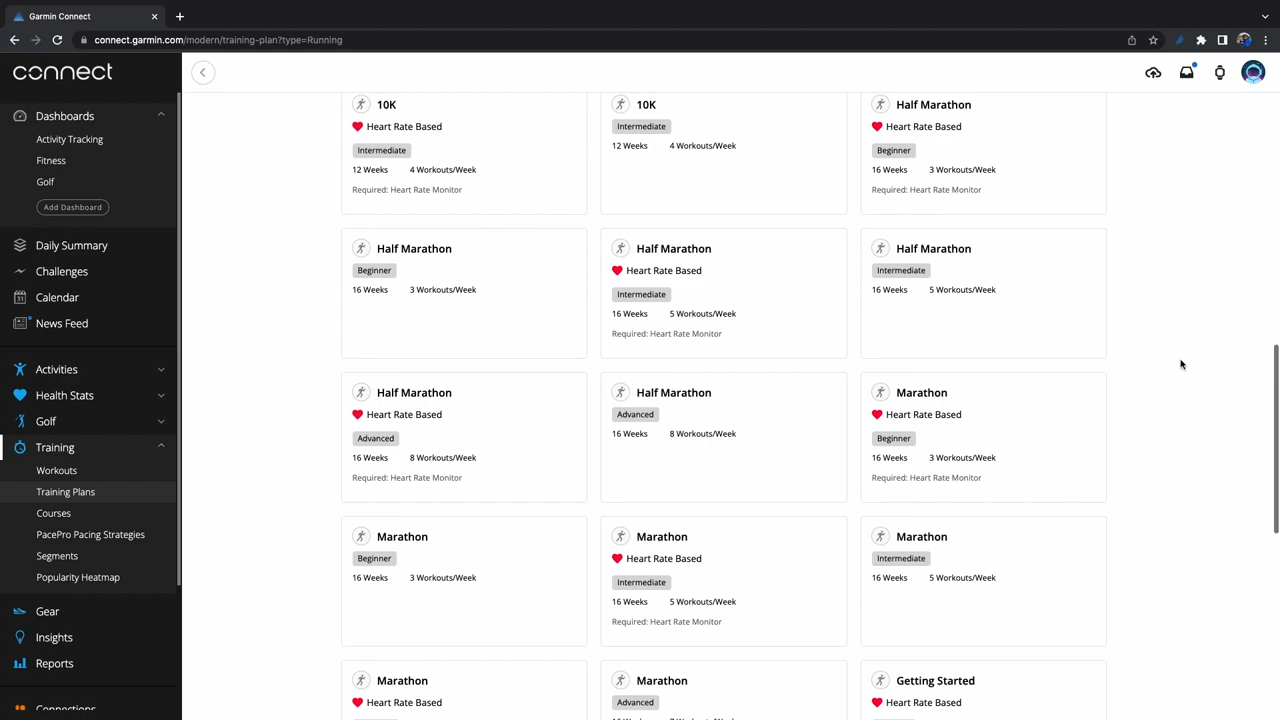 Garmin Connect
connect.garmin.com/modern/training-plan?type=Running
connect
Dashboards
Activity Tracking
Fitness
Golf
Add Dashboard
Daily Summary
Challenges
31
Calendar
News Feed
Activities
Health Stats
Golf
Training
Workouts
Training Plans
Courses
PacePro Pacing Strategies
Segments
Popularity Heatmap
Gear
Insights
Reports
Connections
10K
Heart Rate Based
Intermediate
12 Weeks 4 Workouts/Week
Required: Heart Rate Monitor
10K
Intermediate
12 Weeks 4 Workouts/Week
Half Marathon
Heart Rate Based
Beginner
16 Weeks 3 Workouts/Week
Required: Heart Rate Monitor
Half Marathon
Beginner
16 Weeks 3 Workouts/Week
Half Marathon
Heart Rate Based
Intermediate
16 Weeks 5 Workouts/Week
Required: Heart Rate Monitor
Half Marathon
Intermediate
16 Weeks 5 Workouts/Week
Half Marathon
Heart Rate Based
Advanced
16 Weeks 8 Workouts/Week
Required: Heart Rate Monitor
Half Marathon
Advanced
16 Weeks 8 Workouts/Week
Marathon
Heart Rate Based
Beginner
16 Weeks 3 Workouts/Week
Required: Heart Rate Monitor
Marathon
Beginner
16 Weeks 3 Workouts/Week
Marathon
Heart Rate Based
Intermediate
16 Weeks 5 Workouts/Week
Required: Heart Rate Monitor
Marathon
Intermediate
16 Weeks 5 Workouts/Week
Marathon
Heart Rate Based
Marathon
Advanced
Getting Started
Heart Rate Based